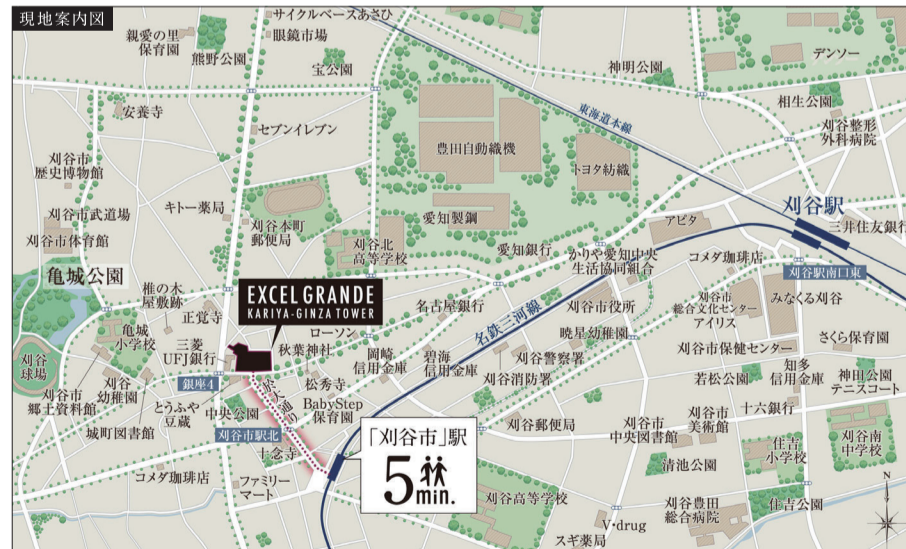 現地案内図
サイクルベースあさひ
親愛の里
保育園
眼鏡市場
熊野公園
宝公園
神明公園
デンソー
安養寺
相生公園
セブンイレブン
東海道本線
刈谷整形
外科病院
豊田自動織機
トヨタ紡織
刈谷市
歴史博物館
キトー薬局
刈谷市武道場
刈谷本町
郵便局
愛知製鋼
アピタ
刈谷駅
三井住友銀行
刈谷市体育館
刈谷北
高等学校
愛知銀行
かりや愛知中央
生活協同組合
コメダ珈琲店
刈谷駅南口東
亀城公園
椎の木
屋敷跡
EXCEL GRANDE
KARIYA-GINZA TOWER
名古屋銀行
名鉄三河線
刈谷市役所
刈谷市
総合文化センター
アイリス
みなくる刈谷
正覚寺
ローソン
亀城
小学校
三菱
UFJ銀行
秋葉神社
岡崎
信用金庫
碧海
信用金庫
暁星幼稚園
刈谷警察署
刈谷市保健センター
さくら保育園
刈谷
球場
刈谷消防署
若松公園
知多
信用金庫
神田公園
テニスコート
銀座4
松秀寺
刈谷
幼稚園
刈谷市
郷土資料館
とうふや
豆蔵
中央公園
BabyStep
保育園
十六銀行
城町図書館
刈谷市駅北
刈谷郵便局
刈谷市
中央図書館
刈谷市
美術館
住吉
小学校
刈谷南
中学校
十念寺
「刈谷市」駅
5min.
コメダ珈琲店
ファミリー
マート
清池公園
刈谷高等学校
刈谷豊田
総合病院
住吉公園
V・drug
スギ薬局
N